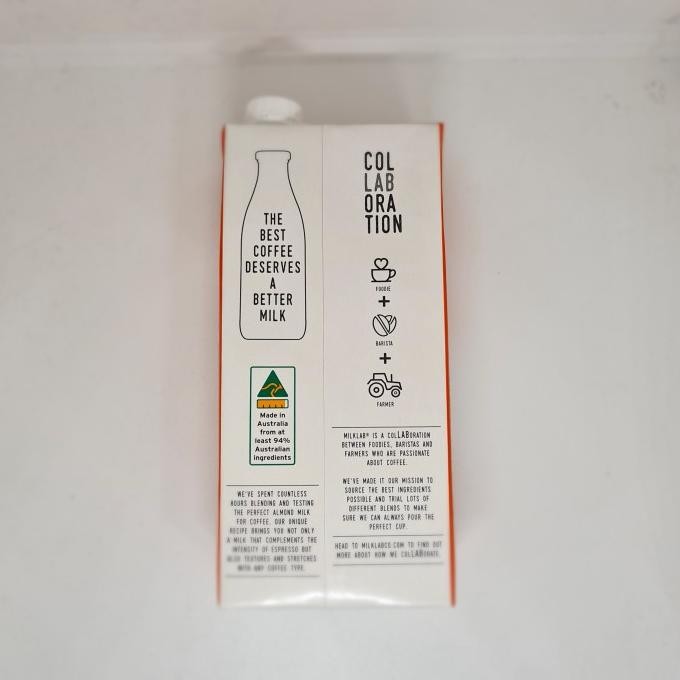 THE
BEST
COFFEE
DESERVES
A
BETTER
MILK
Made in
Australia
from at
least 94%
Australian
ingredients
WE'VE SPENT COUNTLESS
HOURS BLENDING AND TESTING
THE PERFECT ALMOND MILK
FOR COFFEE. OUR UNIQUE
RECIPE BRINGS YOU NOT ONLY
A MILK THAT COMPLEMENTS THE
INTENSITY OF ESPRESSO BUT
ALSO TEXTURES AND STRETCHES
WITH ANY COFFEE TYPE.
COL
LAB
ORA
TION
FOODIE
+
BARISTA
+
FARMER
MILKLAB® IS A colLABoration
BETWEEN FOODIES, BARISTAS AND
FARMERS WHO ARE PASSIONATE
ABOUT COFFEE.
WE'VE MADE IT OUR MISSION TO
SOURCE THE BEST INGREDIENTS
POSSIBLE AND TRIAL LOTS OF
DIFFERENT BLENDS TO MAKE
SURE WE CAN ALWAYS POUR THE
PERFECT CUP.
HEAD TO MILKLABCO.COM TO FIND OUT
MORE ABOUT HOW WE colLABorate.